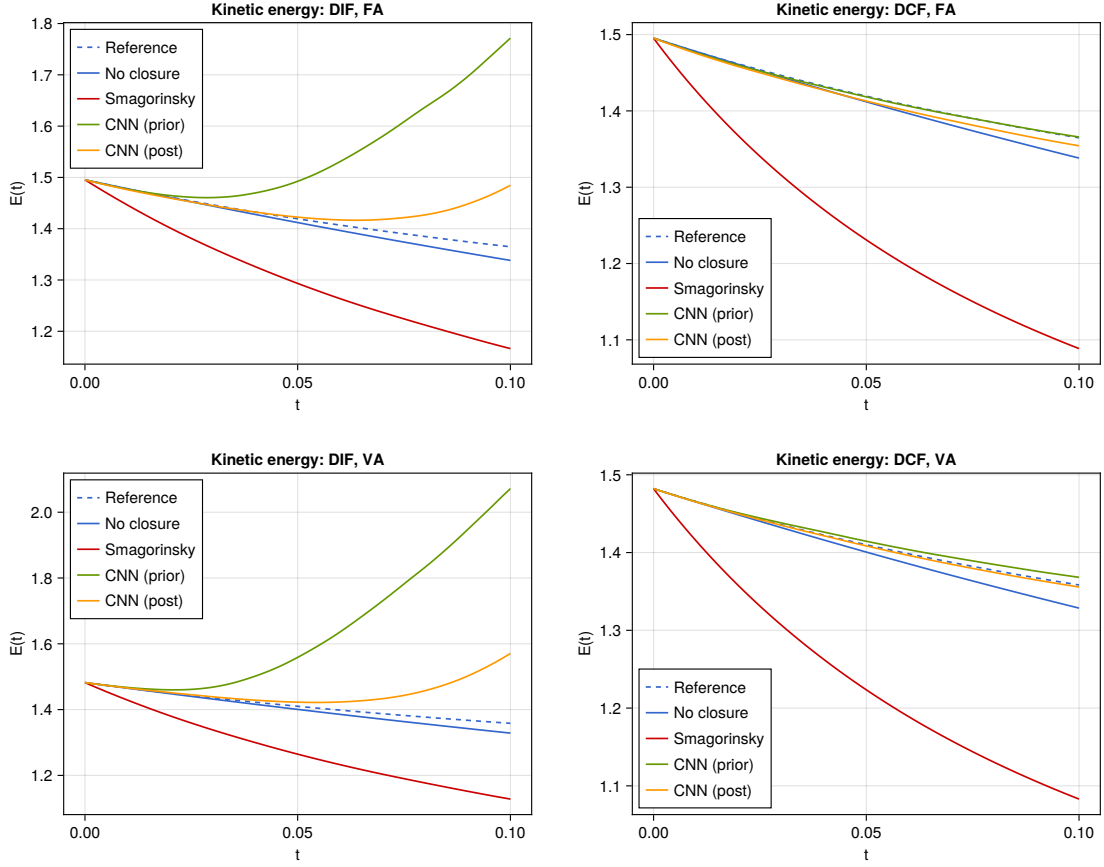 Kinetic energy: DIF, FA
E(t)
1.8
1.7
1.6
1.5
1.4
1.3
1.2
Reference
No closure
Smagorinsky
CNN (prior)
CNN (post)
0.00
0.05
0.10
t
Kinetic energy: DCF, FA
E(t)
1.5
1.4
1.3
1.2
1.1
Reference
No closure
Smagorinsky
CNN (prior)
CNN (post)
0.00
0.05
0.10
t
Kinetic energy: DIF, VA
E(t)
2.0
1.8
1.6
1.4
1.2
Reference
No closure
Smagorinsky
CNN (prior)
CNN (post)
0.00
0.05
0.10
t
Kinetic energy: DCF, VA
E(t)
1.5
1.4
1.3
1.2
1.1
Reference
No closure
Smagorinsky
CNN (prior)
CNN (post)
0.00
0.05
0.10
t